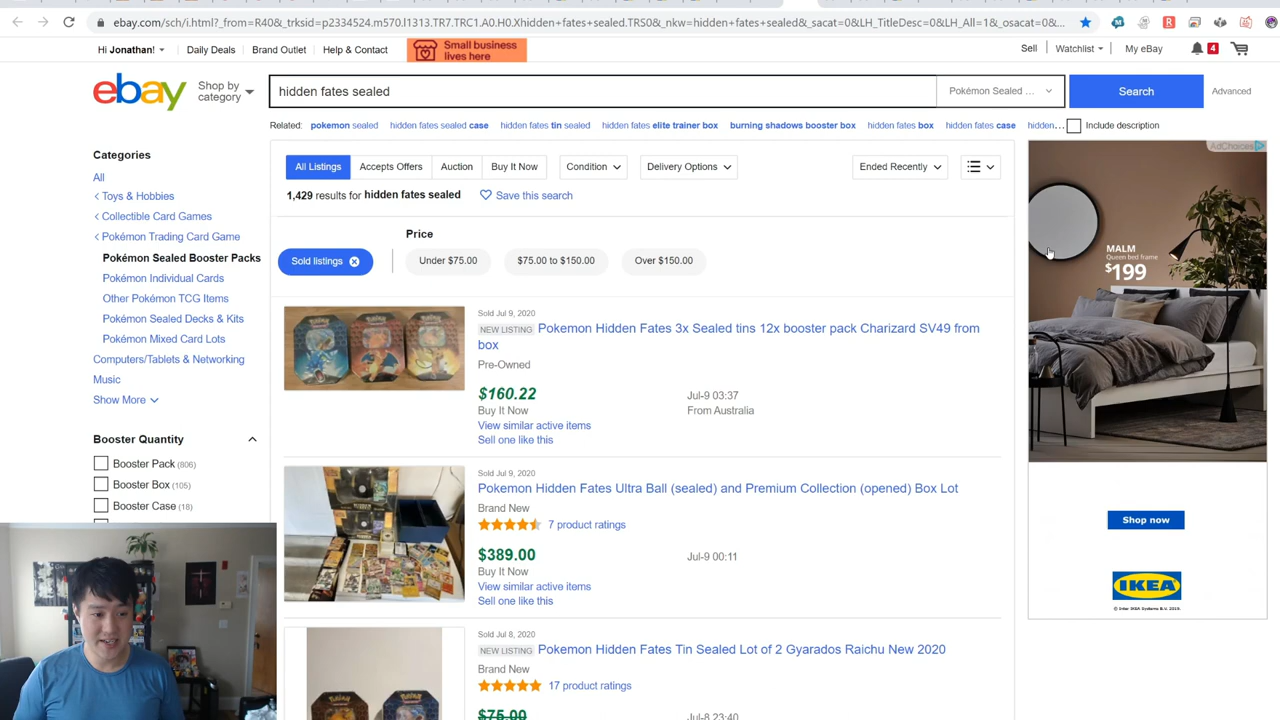 ebay.com/sch/i.html?_from=R40&_trksid=p2334524.m570.l1313.TR7.TRC1.A0.H0.Xhidden+fates+sealed.TRS0&_nkw=hidden+fates+sealed&_sacat=0&LH_TitleDesc=0&LH_All=1&_osacat=0&...
Hi Jonathan! Daily Deals Brand Outlet Help & Contact Small business lives here Sell Watchlist My eBay 4
ebay Shop by category hidden fates sealed Pokémon Sealed ... Search Advanced
Related: pokemon sealed hidden fates sealed case hidden fates tin sealed hidden fates elite trainer box burning shadows booster box hidden fates box hidden fates case hidden... Include description
AdChoices
Categories
All
Toys & Hobbies
Collectible Card Games
Pokémon Trading Card Game
Pokémon Sealed Booster Packs
Pokémon Individual Cards
Other Pokémon TCG Items
Pokémon Sealed Decks & Kits
Pokémon Mixed Card Lots
Computers/Tablets & Networking
Music
Show More
Booster Quantity
Booster Pack (806)
Booster Box (105)
Booster Case (18)
All Listings Accepts Offers Auction Buy It Now Condition Delivery Options Ended Recently
1,429 results for hidden fates sealed Save this search
Price
Sold listings Under $75.00 $75.00 to $150.00 Over $150.00
Sold Jul 9, 2020
NEW LISTING Pokemon Hidden Fates 3x Sealed tins 12x booster pack Charizard SV49 from
box
Pre-Owned
$160.22 Jul-9 03:37
Buy It Now From Australia
View similar active items
Sell one like this
Sold Jul 9, 2020
Pokemon Hidden Fates Ultra Ball (sealed) and Premium Collection (opened) Box Lot
Brand New
7 product ratings
$389.00 Jul-9 00:11
Buy It Now
View similar active items
Sell one like this
Sold Jul 8, 2020
NEW LISTING Pokemon Hidden Fates Tin Sealed Lot of 2 Gyarados Raichu New 2020
Brand New
17 product ratings
$75.00 Jul-8 23:40
MALM
Queen bed frame
$199
Shop now
IKEA
© Inter IKEA Systems B.V. 2019.